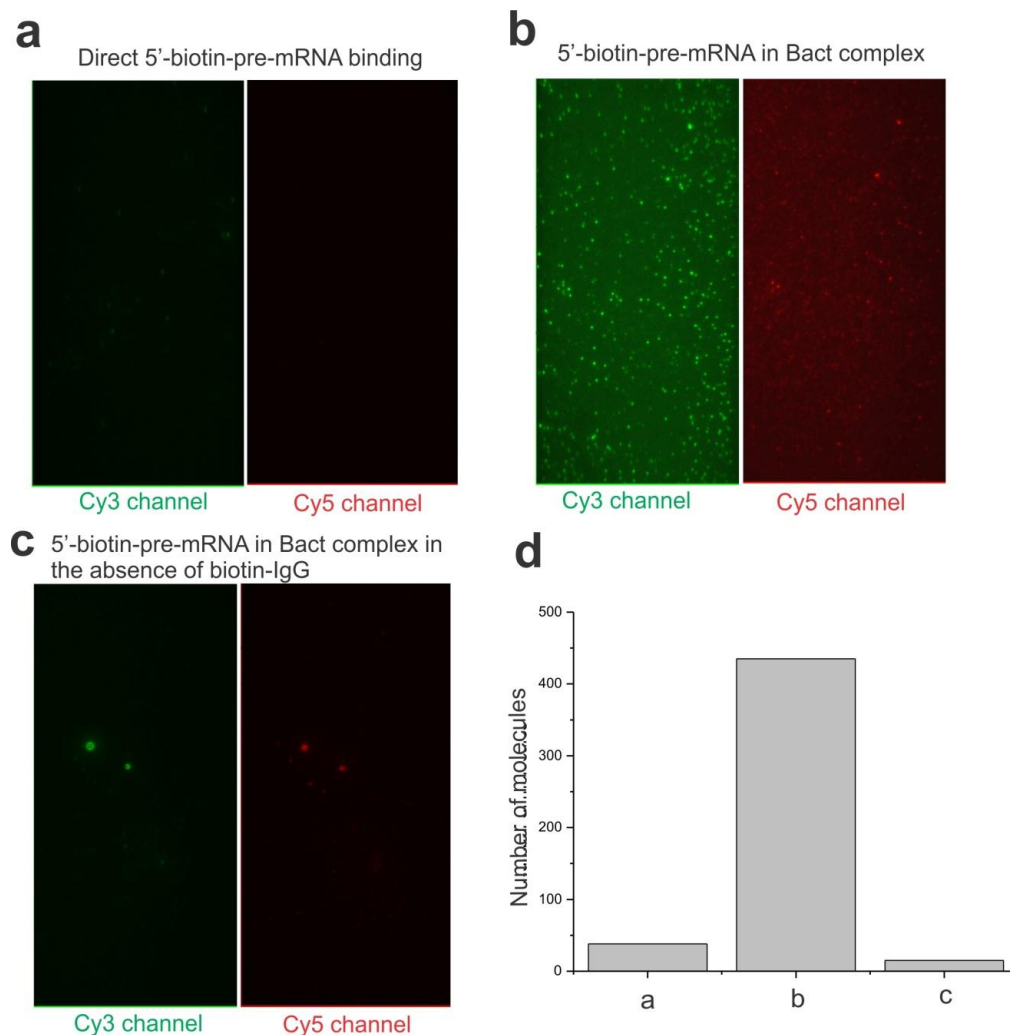 a
Direct 5'-biotin-pre-mRNA binding
Cy3 channel
Cy5 channel
b
5'-biotin-pre-mRNA in Bact complex
Cy3 channel
Cy5 channel
c
5'-biotin-pre-mRNA in Bact complex in
the absence of biotin-IgG
Cy3 channel
Cy5 channel
d
Number of molecules
500
400
300
200
100
0
a
b
c